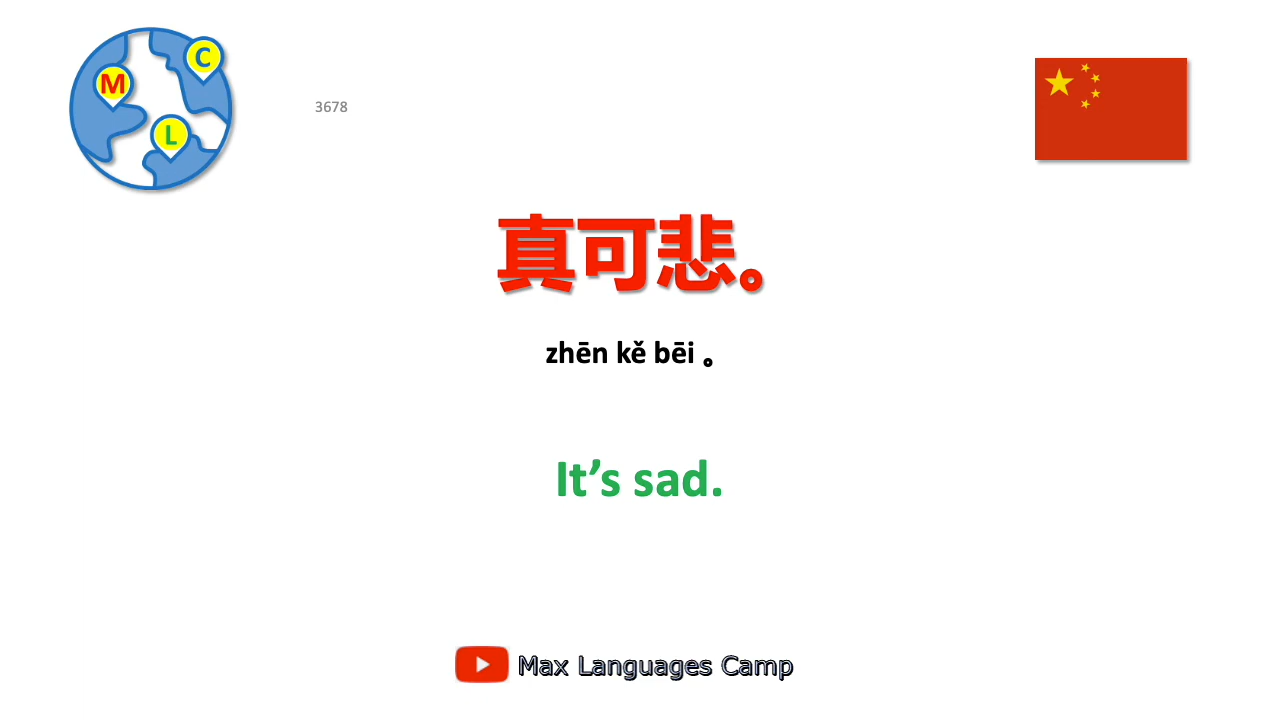 M
C
L
3678
真可悲。
zhēn kě bēi 。
It’s sad.
Max Languages Camp